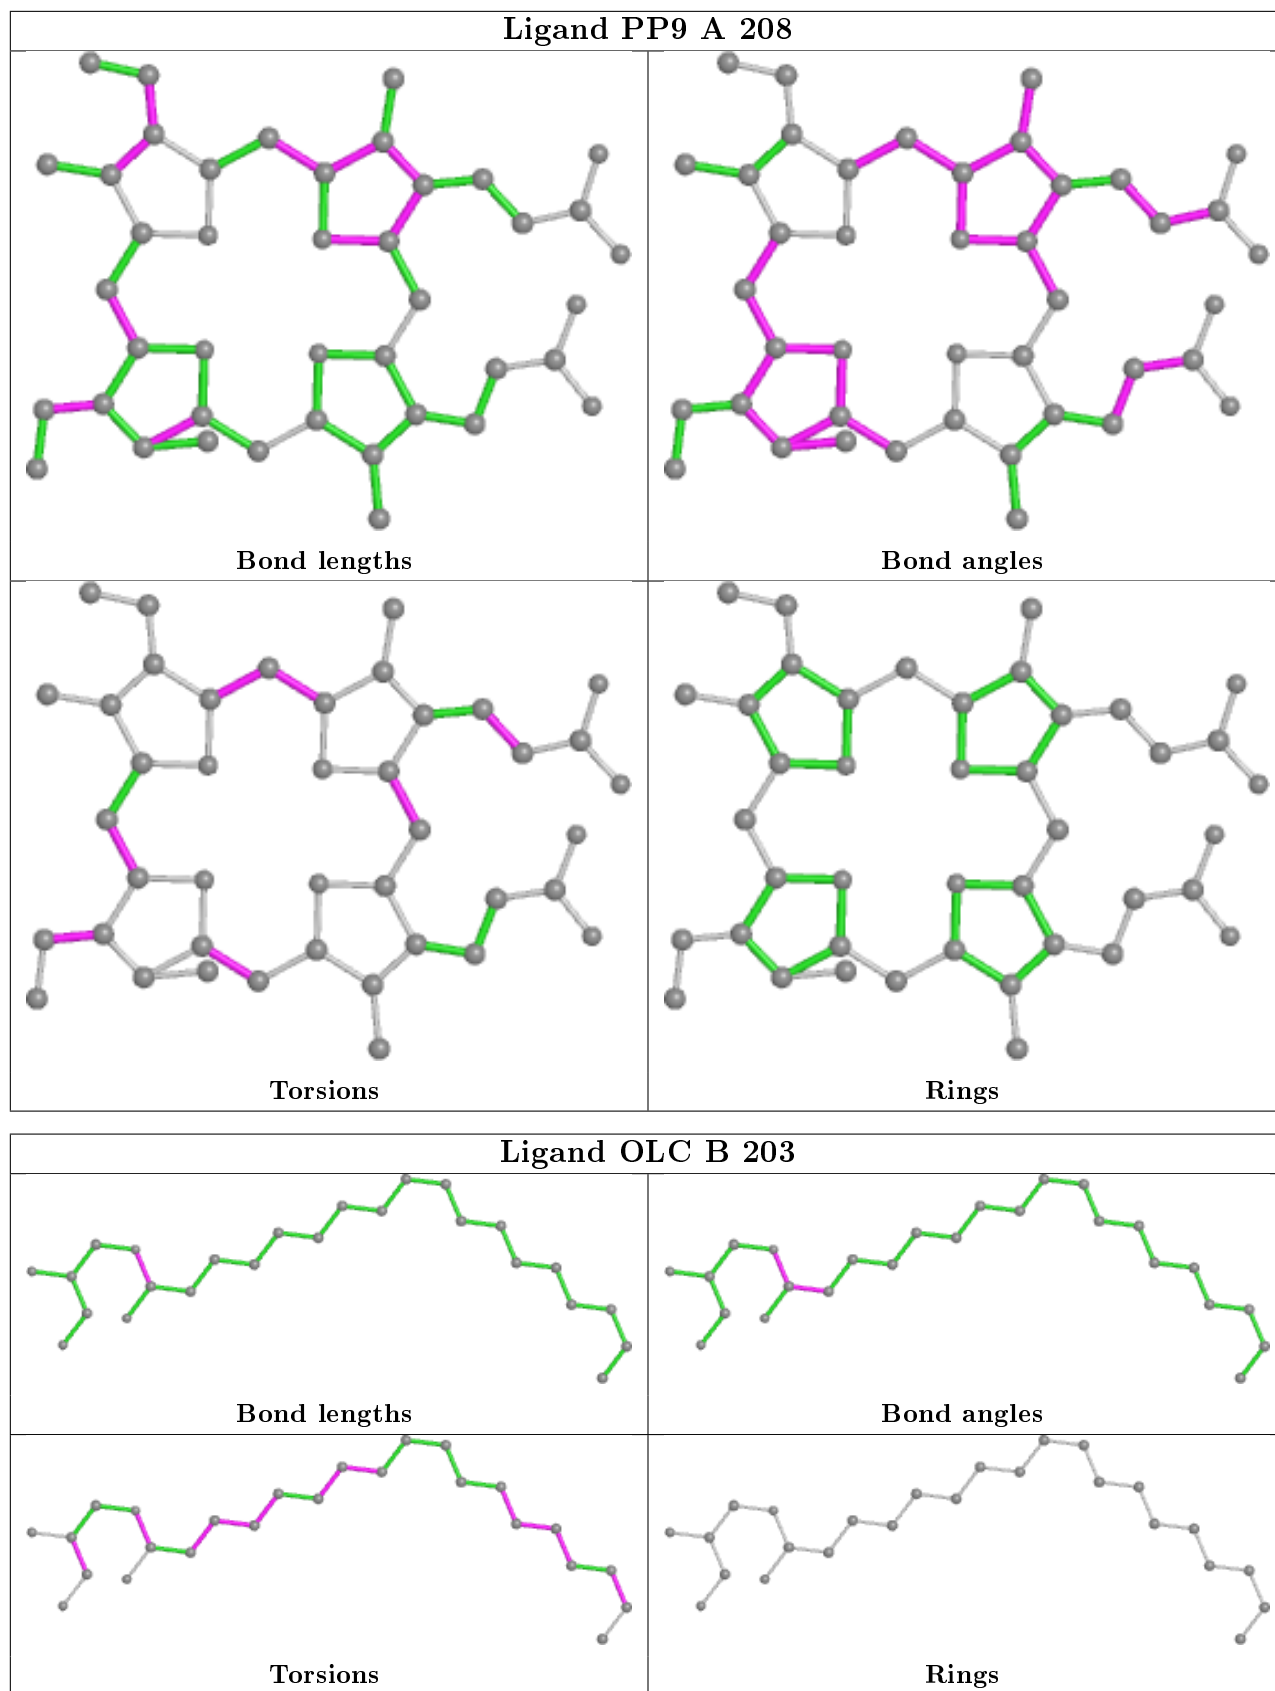 Ligand PP9 A 208
Bond lengths
Bond angles
Torsions
Rings
Ligand OLC B 203
Bond lengths
Bond angles
Torsions
Rings